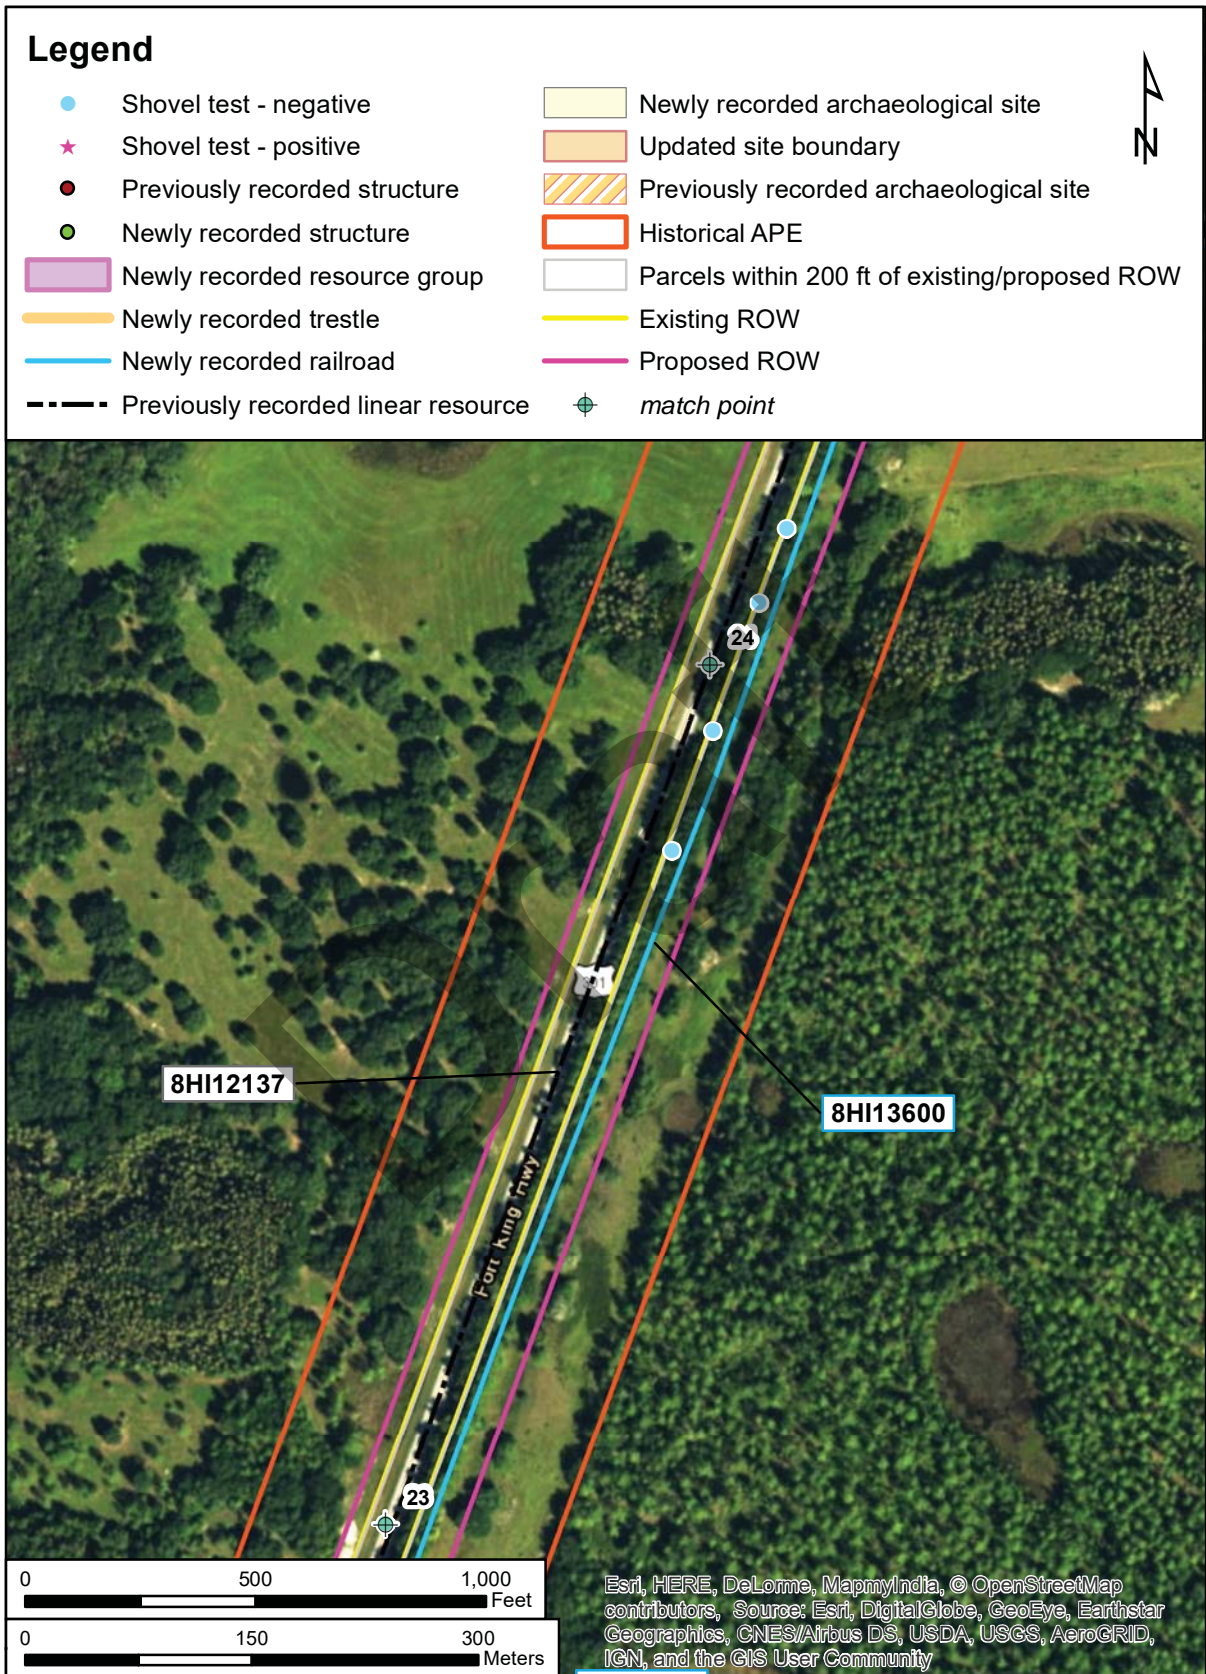 Legend
Shovel test - negative
Shovel test - positive
Previously recorded structure
Newly recorded structure
Newly recorded resource group
Newly recorded trestle
Newly recorded railroad
Previously recorded linear resource
Newly recorded archaeological site
Updated site boundary
Previously recorded archaeological site
Historical APE
Parcels within 200 ft of existing/proposed ROW
Existing ROW
Proposed ROW
match point
N
24
8HI12137
8HI13600
Fort King Hwy
23
0 500 1,000
Feet
0 150 300
Meters
Esri, HERE, DeLorme, MapmyIndia, © OpenStreetMap
contributors, Source: Esri, DigitalGlobe, GeoEye, Earthstar
Geographics, CNES/Airbus DS, USDA, USGS, AeroGRID,
IGN, and the GIS User Community